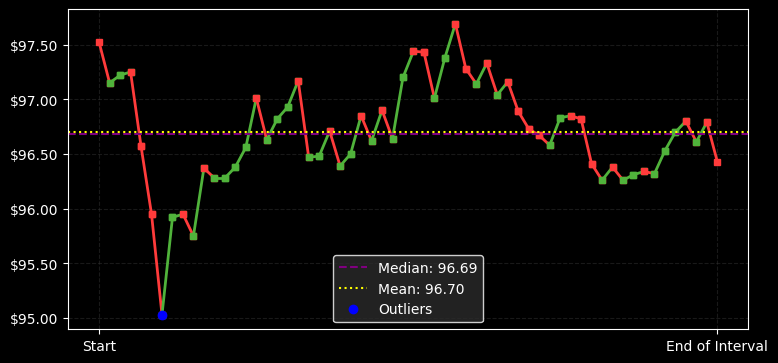 $97.50
$97.00
$96.50
$96.00
$95.50
$95.00
Median: 96.69
Mean: 96.70
Outliers
Start
End of Interval